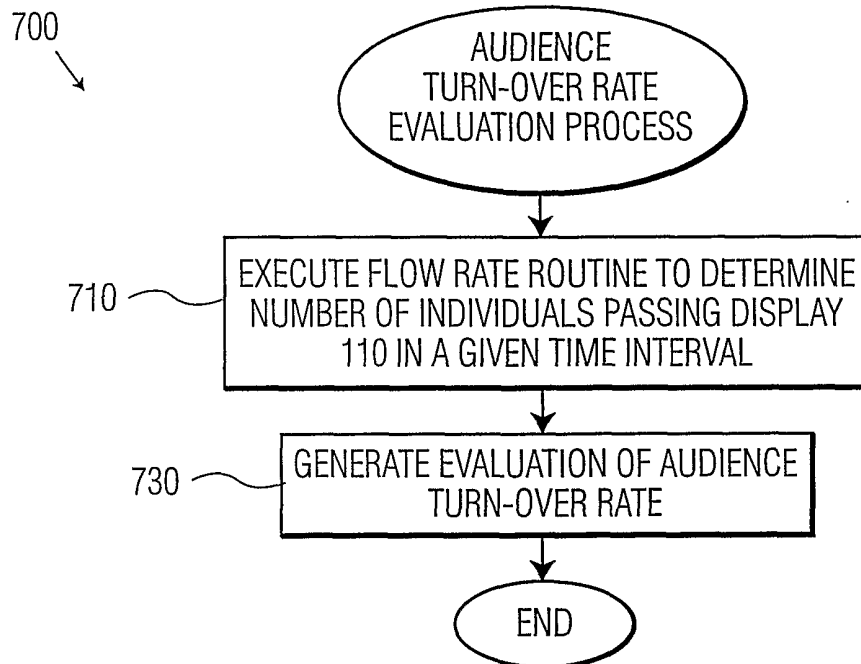 700
AUDIENCE
TURN-OVER RATE
EVALUATION PROCESS
710
EXECUTE FLOW RATE ROUTINE TO DETERMINE
NUMBER OF INDIVIDUALS PASSING DISPLAY
110 IN A GIVEN TIME INTERVAL
730
GENERATE EVALUATION OF AUDIENCE
TURN-OVER RATE
END